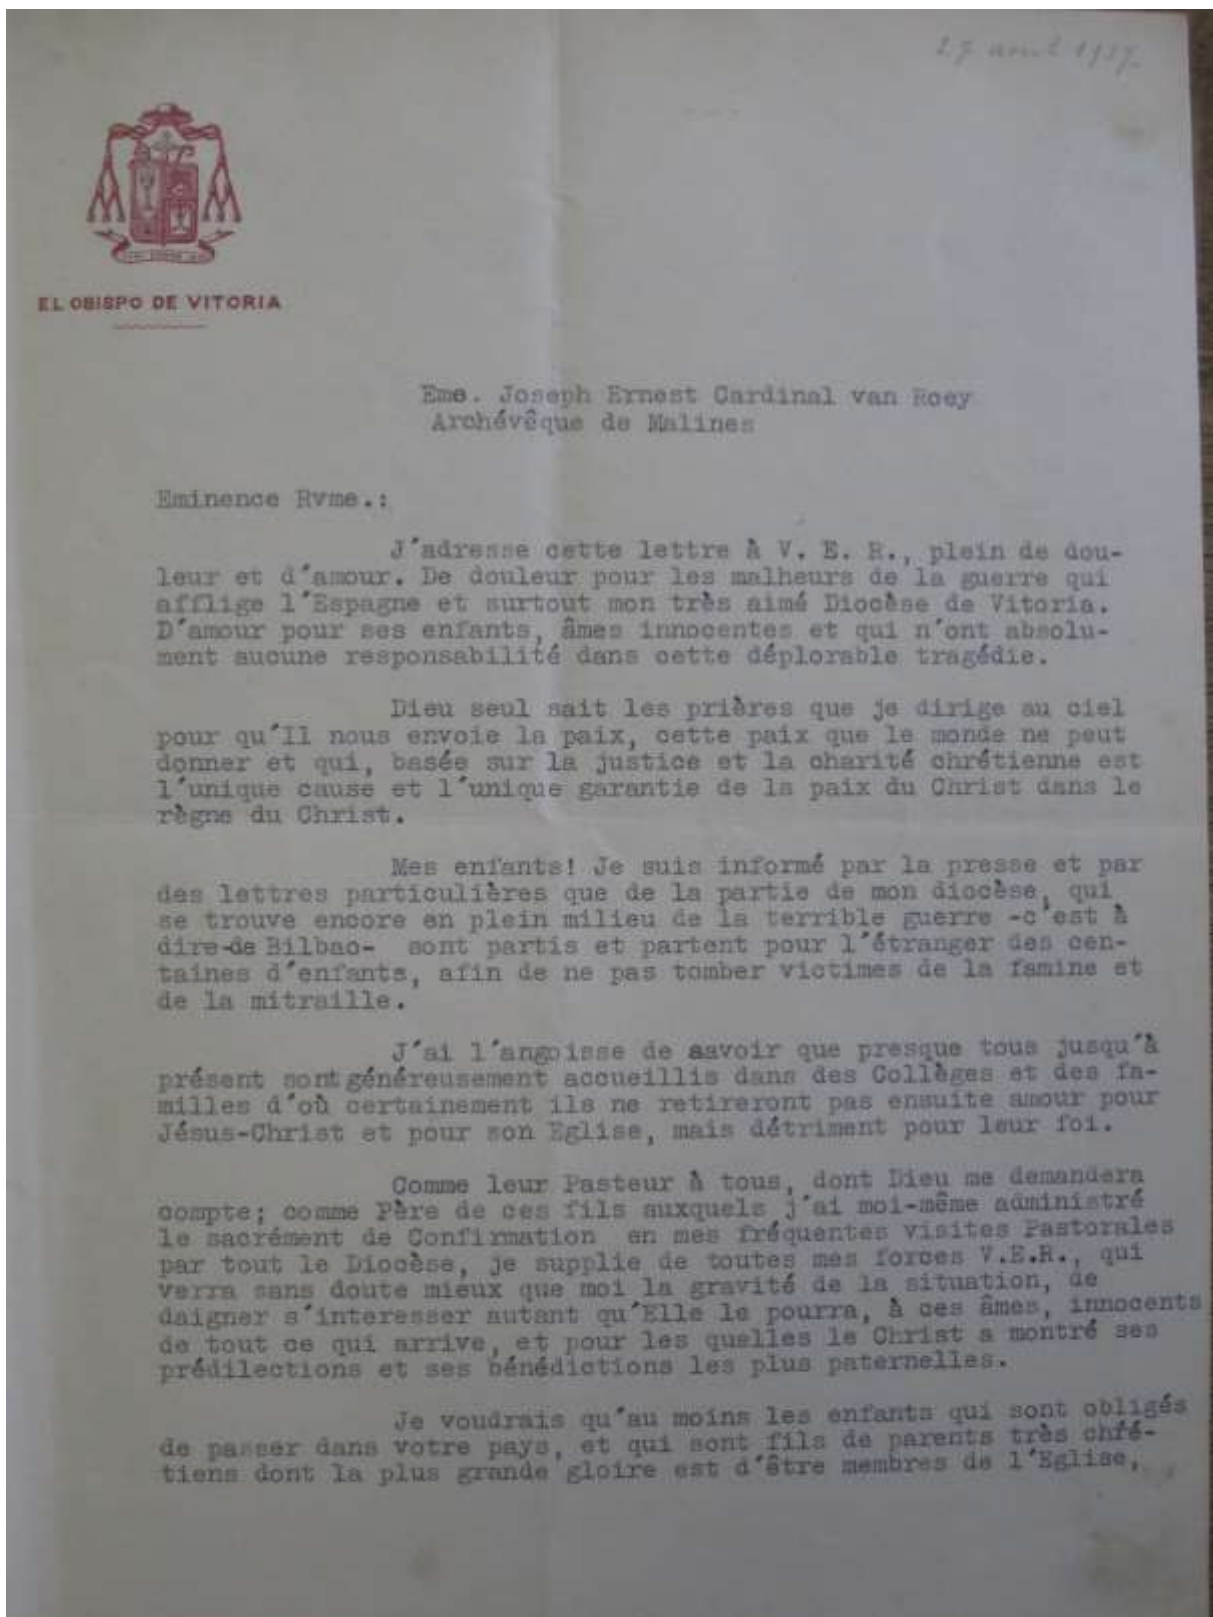 27 avril 1937.
EL OBISPO DE VITORIA
Eme. Joseph Ernest Cardinal van Roey
Archévêque de Malines
Eminence Rvme.:
J'adresse cette lettre à V. E. R., plein de dou-
leur et d'amour. De douleur pour les malheurs de la guerre qui
afflige l'Espagne et surtout mon très aimé Diocèse de Vitoria.
D'amour pour ses enfants, âmes innocentes et qui n'ont absolu-
ment aucune responsabilité dans cette déplorable tragédie.
Dieu seul sait les prières que je dirige au ciel
pour qu'Il nous envoie la paix, cette paix que le monde ne peut
donner et qui, basée sur la justice et la charité chrétienne est
l'unique cause et l'unique garantie de la paix du Christ dans le
règne du Christ.
Mes enfants! Je suis informé par la presse et par
des lettres particulières que de la partie de mon diocèse, qui
se trouve encore en plein milieu de la terrible guerre -c'est à
dire-de Bilbao- sont partis et partent pour l'étranger des cen-
taines d'enfants, afin de ne pas tomber victimes de la famine et
de la mitraille.
J'ai l'angoisse de savoir que presque tous jusqu'à
présent sont généreusement accueillis dans des Collèges et des fa-
milles d'où certainement ils ne retireront pas ensuite amour pour
Jésus-Christ et pour son Eglise, mais détriment pour leur foi.
Comme leur Pasteur à tous, dont Dieu me demandera
compte; comme Père de ces fils auxquels j'ai moi-même administré
le sacrément de Confirmation en mes fréquentes visites Pastorales
par tout le Diocèse, je supplie de toutes mes forces V.E.R., qui
verra sans doute mieux que moi la gravité de la situation, de
daigner s'interesser autant qu'Elle le pourra, à ces âmes, innocents
de tout ce qui arrive, et pour les quelles le Christ a montré ses
prédilections et ses bénédictions les plus paternelles.
Je voudrais qu'au moins les enfants qui sont obligés
de passer dans votre pays, et qui sont fils de parents très chré-
tiens dont la plus grande gloire est d'être membres de l'Eglise,